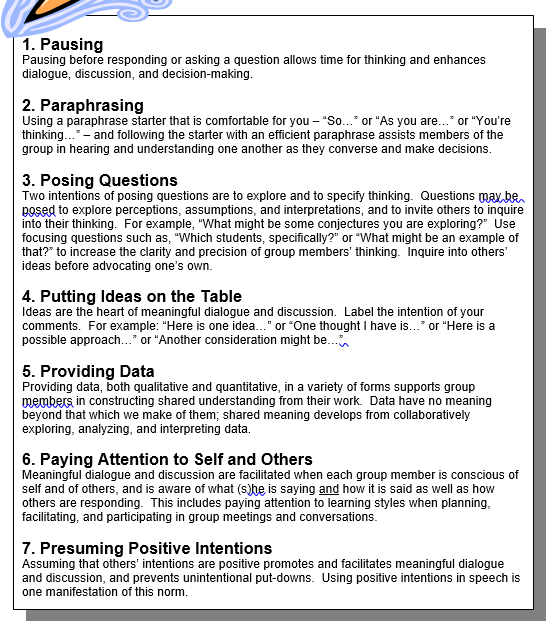 1. Pausing
Pausing before responding or asking a question allows time for thinking and enhances
dialogue, discussion, and decision-making.
2. Paraphrasing
Using a paraphrase starter that is comfortable for you – “So…” or “As you are…” or “You’re
thinking…” – and following the starter with an efficient paraphrase assists members of the
group in hearing and understanding one another as they converse and make decisions.
3. Posing Questions
Two intentions of posing questions are to explore and to specify thinking.  Questions may be
posed to explore perceptions, assumptions, and interpretations, and to invite others to inquire
into their thinking.  For example, “What might be some conjectures you are exploring?”  Use
focusing questions such as, “Which students, specifically?” or “What might be an example of
that?” to increase the clarity and precision of group members’ thinking.  Inquire into others’
ideas before advocating one’s own.
4. Putting Ideas on the Table
Ideas are the heart of meaningful dialogue and discussion.  Label the intention of your
comments.  For example: “Here is one idea…” or “One thought I have is…” or “Here is a
possible approach…” or “Another consideration might be…”.
5. Providing Data
Providing data, both qualitative and quantitative, in a variety of forms supports group
members in constructing shared understanding from their work.  Data have no meaning
beyond that which we make of them; shared meaning develops from collaboratively
exploring, analyzing, and interpreting data.
6. Paying Attention to Self and Others
Meaningful dialogue and discussion are facilitated when each group member is conscious of
self and of others, and is aware of what (s)he is saying and how it is said as well as how
others are responding.  This includes paying attention to learning styles when planning,
facilitating, and participating in group meetings and conversations.
7. Presuming Positive Intentions
Assuming that others’ intentions are positive promotes and facilitates meaningful dialogue
and discussion, and prevents unintentional put-downs.  Using positive intentions in speech is
one manifestation of this norm.